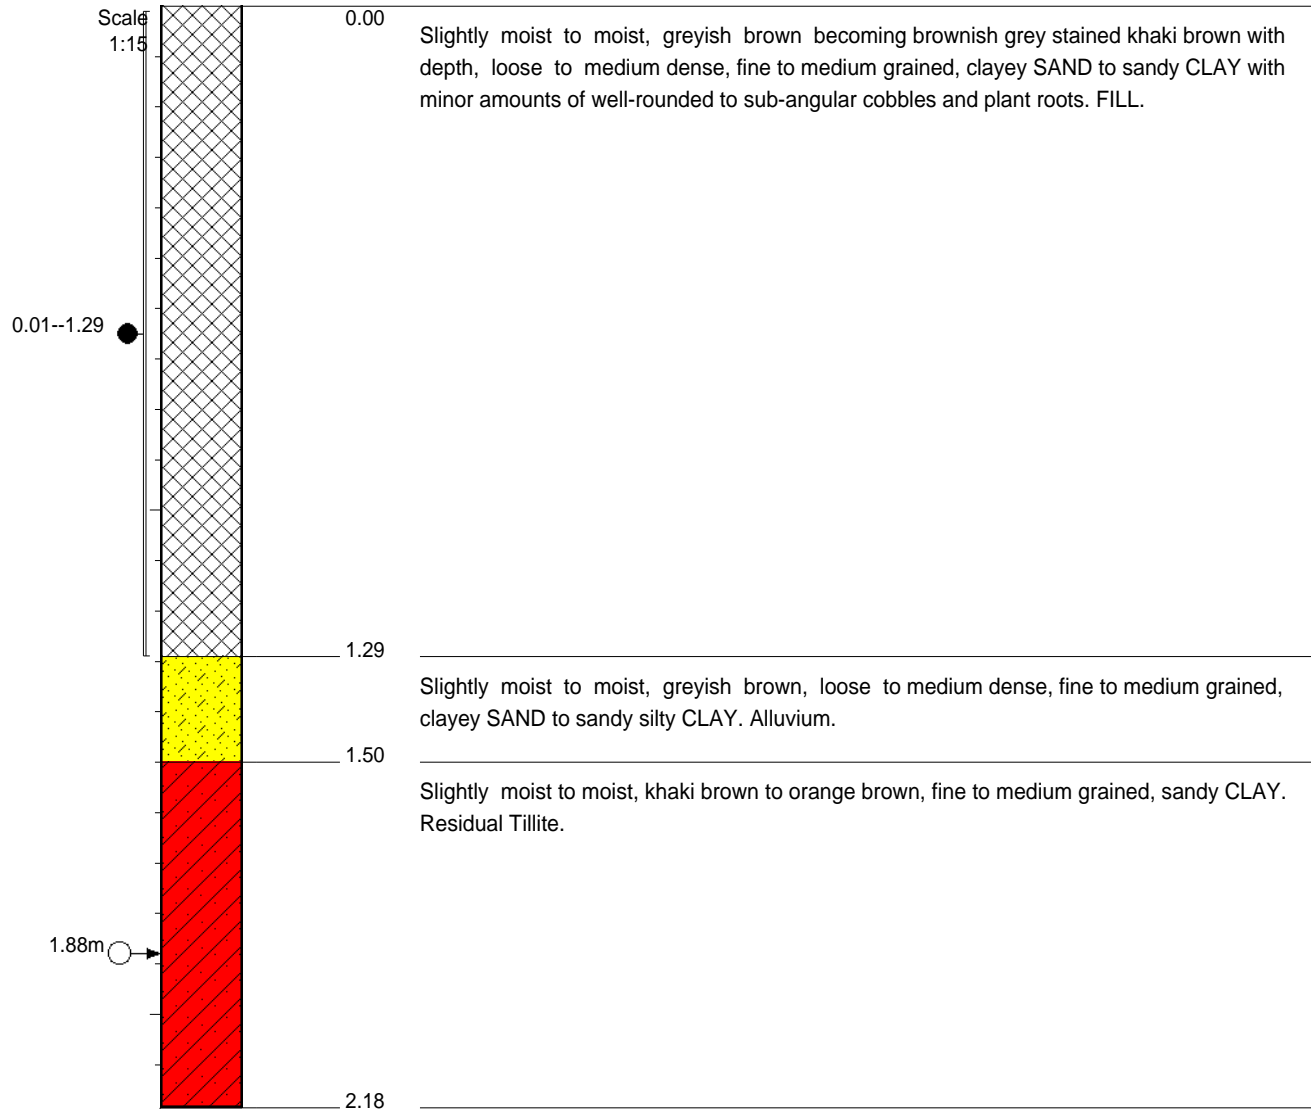 Scale
1:15
0.00
Slightly moist to moist, greyish brown becoming brownish grey stained khaki brown with
depth, loose to medium dense, fine to medium grained, clayey SAND to sandy CLAY with
minor amounts of well-rounded to sub-angular cobbles and plant roots. FILL.
0.01--1.29
1.29
Slightly moist to moist, greyish brown, loose to medium dense, fine to medium grained,
clayey SAND to sandy silty CLAY. Alluvium.
1.50
Slightly moist to moist, khaki brown to orange brown, fine to medium grained, sandy CLAY.
Residual Tillite.
1.88m
2.18